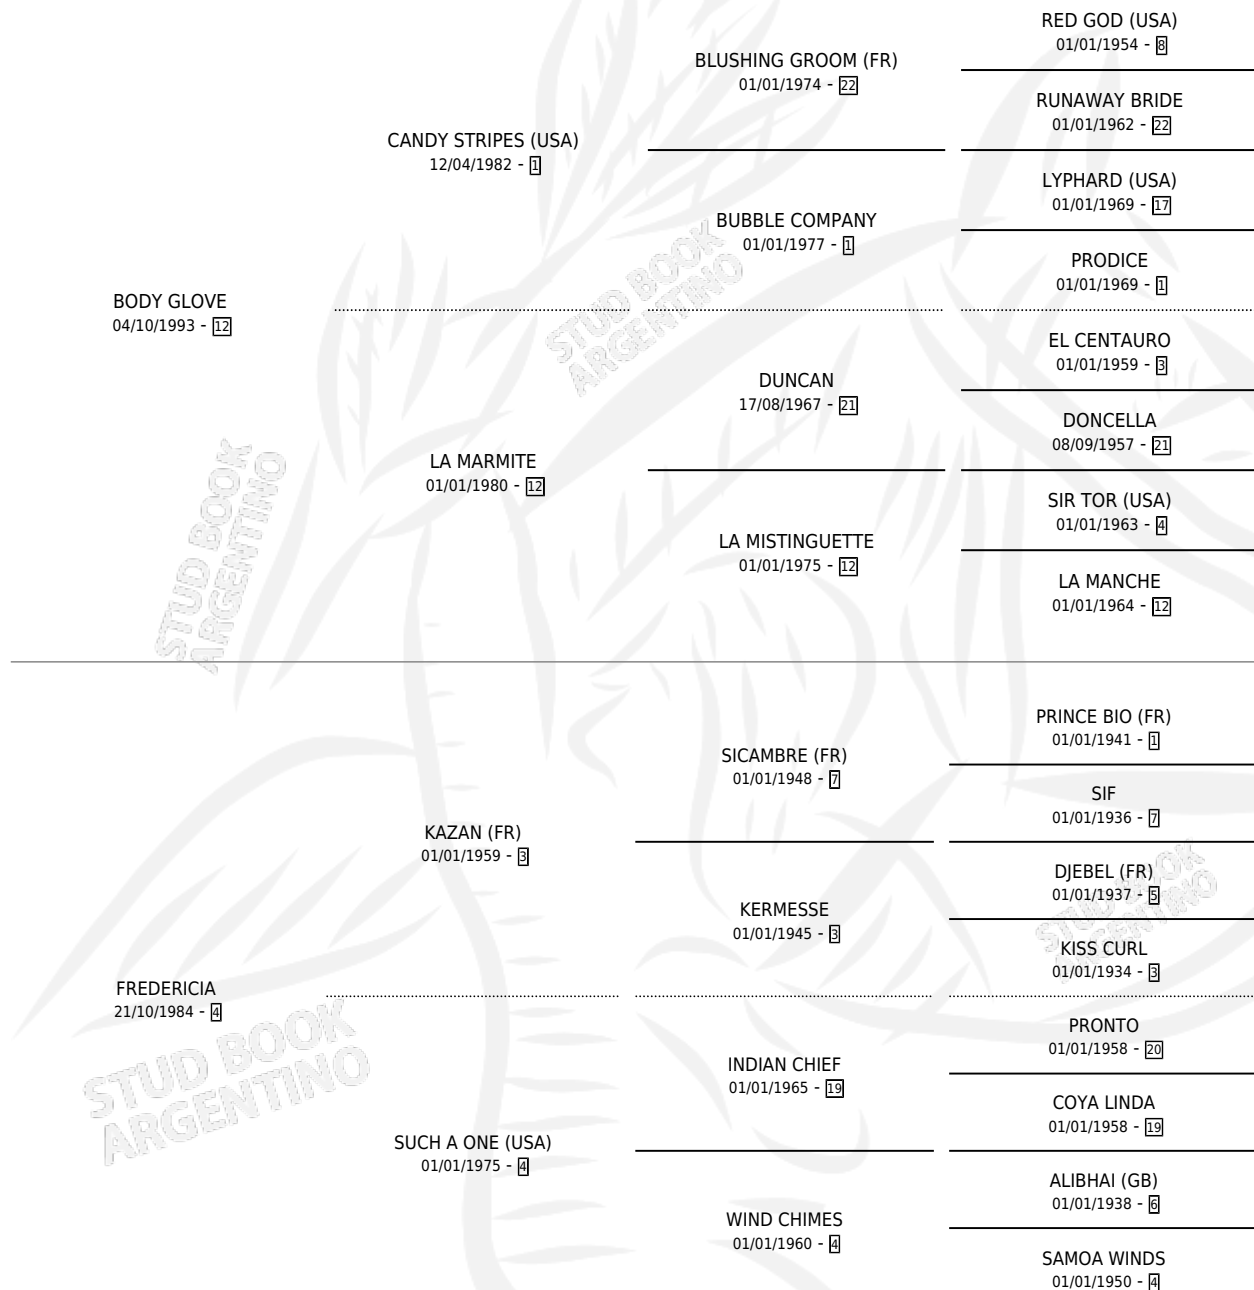 RED GOD (USA)
01/01/1954 - 8
BLUSHING GROOM (FR)
01/01/1974 - 22
RUNAWAY BRIDE
01/01/1962 - 22
CANDY STRIPES (USA)
12/04/1982 - 1
LYPHARD (USA)
01/01/1969 - 17
BUBBLE COMPANY
01/01/1977 - 1
PRODICE
01/01/1969 - 1
BODY GLOVE
04/10/1993 - 12
STUD BOOK
ARGENTINO
EL CENTAURO
01/01/1959 - 3
DUNCAN
17/08/1967 - 21
DONCELLA
08/09/1957 - 21
LA MARMITE
01/01/1980 - 12
SIR TOR (USA)
01/01/1963 - 4
LA MISTINGUETTE
01/01/1975 - 12
LA MANCHE
01/01/1964 - 12
STUD BOOK
ARGENTINO
PRINCE BIO (FR)
01/01/1941 - 1
SICAMBRE (FR)
01/01/1948 - 7
SIF
01/01/1936 - 7
KAZAN (FR)
01/01/1959 - 3
DJEBEL (FR)
01/01/1937 - 5
KERMESSE
01/01/1945 - 3
STUD BOOK
ARGENTINO
KISS CURL
01/01/1934 - 3
FREDERICIA
21/10/1984 - 4
STUD BOOK
ARGENTINO
PRONTO
01/01/1958 - 20
INDIAN CHIEF
01/01/1965 - 19
COYA LINDA
01/01/1958 - 19
SUCH A ONE (USA)
01/01/1975 - 4
ALIBHAI (GB)
01/01/1938 - 6
WIND CHIMES
01/01/1960 - 4
SAMOA WINDS
01/01/1950 - 4